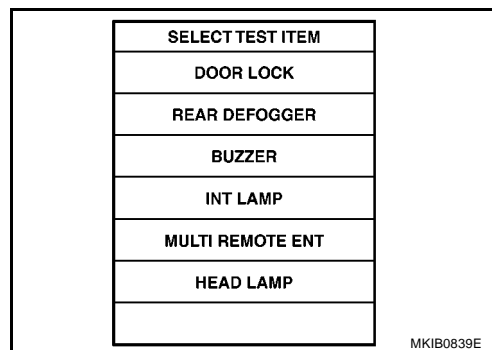 SELECT TEST ITEM
DOOR LOCK
REAR DEFOGGER
BUZZER
INT LAMP
MULTI REMOTE ENT
HEAD LAMP
MKIB0839E